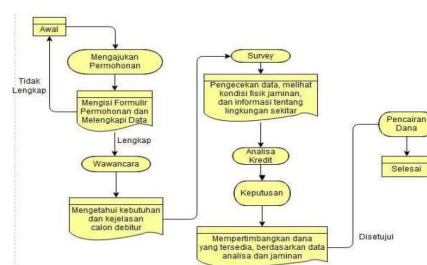 Awal
Mengajukan
Permohonan
Tidak
Lengkap
Mengisi Formulir
Permohonan dan
Melengkapi Data
Lengkap
Wawancara
Mengetahui kebutuhan
dan kejelasan
calon debitur
Survey
Pengecekan data, melihat
kondisi fisik jaminan,
dan informasi tentang
lingkungan sekitar
Analisa
Kredit
Keputusan
Mempertimbangkan dana
yang tersedia, berdasarkan data
analisa dan jaminan
Disetujui
Pencairan
Dana
Selesai